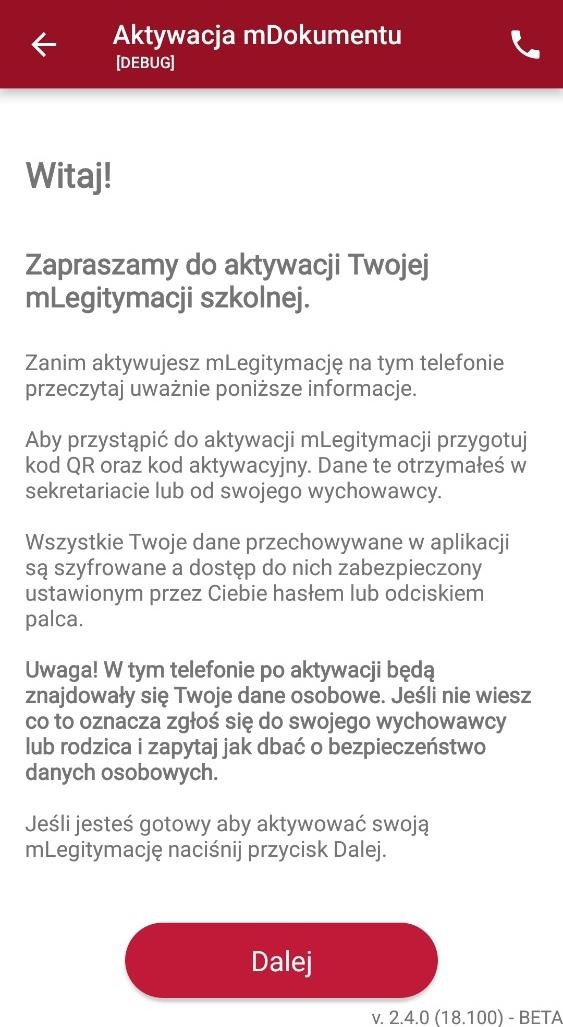 Aktywacja mDokumentu
[DEBUG]
Witaj!
Zapraszamy do aktywacji Twojej
mLegitymacji szkolnej.
Zanim aktywujesz mLegitymację na tym telefonie
przeczytaj uważnie poniższe informacje.
Aby przystąpić do aktywacji mLegitymacji przygotuj
kod QR oraz kod aktywacyjny. Dane te otrzymałeś w
sekretariacie lub od swojego wychowawcy.
Wszystkie Twoje dane przechowywane w aplikacji
są szyfrowane a dostęp do nich zabezpieczony
ustawionym przez Ciebie hasłem lub odciskiem
palca.
Uwaga! W tym telefonie po aktywacji będą
znajdowały się Twoje dane osobowe. Jeśli nie wiesz
co to oznacza zgłoś się do swojego wychowawcy
lub rodzica i zapytaj jak dbać o bezpieczeństwo
danych osobowych.
Jeśli jesteś gotowy aby aktywować swoją
mLegitymację naciśnij przycisk Dalej.
Dalej
v. 2.4.0 (18.100) - BETA